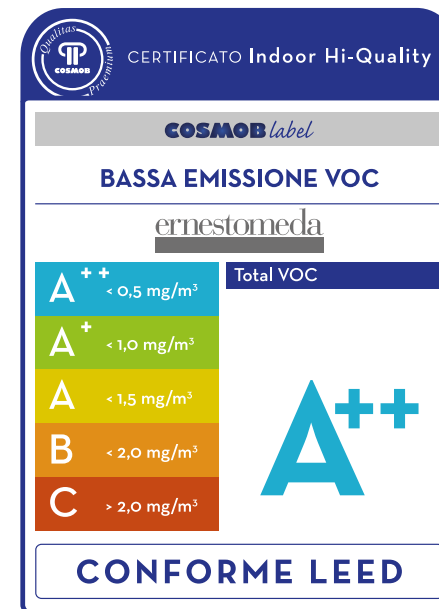 Qualitas
COSMOB
Praeminium
CERTIFICATO Indoor Hi-Quality
COSMOB label
BASSA EMISSIONE VOC
ernestomeda
A++ < 0,5 mg/m³
Total VOC
A+ < 1,0 mg/m³
A < 1,5 mg/m³
A++
B < 2,0 mg/m³
C > 2,0 mg/m³
CONFORME LEED